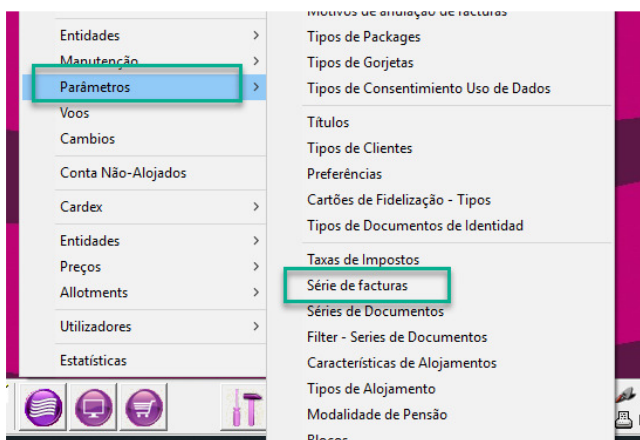 Entidades
Manutenção
Parâmetros
Voos
Cambios
Conta Não-Alojados
Cardex
Entidades
Preços
Allotments
Utilizadores
Estatísticas
Motivos de anulação de facturas
Tipos de Packages
Tipos de Gorjetas
Tipos de Consentimiento Uso de Dados
Títulos
Tipos de Clientes
Preferências
Cartões de Fidelização - Tipos
Tipos de Documentos de Identidad
Taxas de Impostos
Série de facturas
Séries de Documentos
Filter - Series de Documentos
Características de Alojamentos
Tipos de Alojamento
Modalidade de Pensão
Blocos